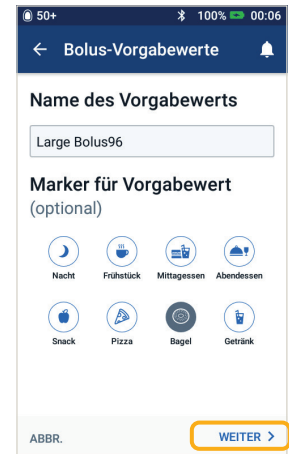 50+ 100% 00:06
Bolus-Vorgabewerte
Name des Vorgabewerts
Large Bolus96
Marker für Vorgabewert
(optional)
Nacht Frühstück Mittagessen Abendessen
Snack Pizza Bagel Getränk
ABBR. WEITER >